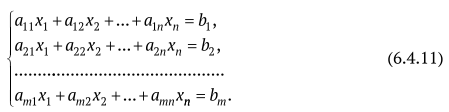 a₁₁x₁ + a₁₂x₂ + ... + a₁ₙxₙ = b₁,
a₂₁x₁ + a₂₂x₂ + ... + a₂ₙxₙ = b₂,
............................................. (6.4.11)
aₘ₁x₁ + aₘ₂x₂ + ... + aₘₙxₙ = bₘ.